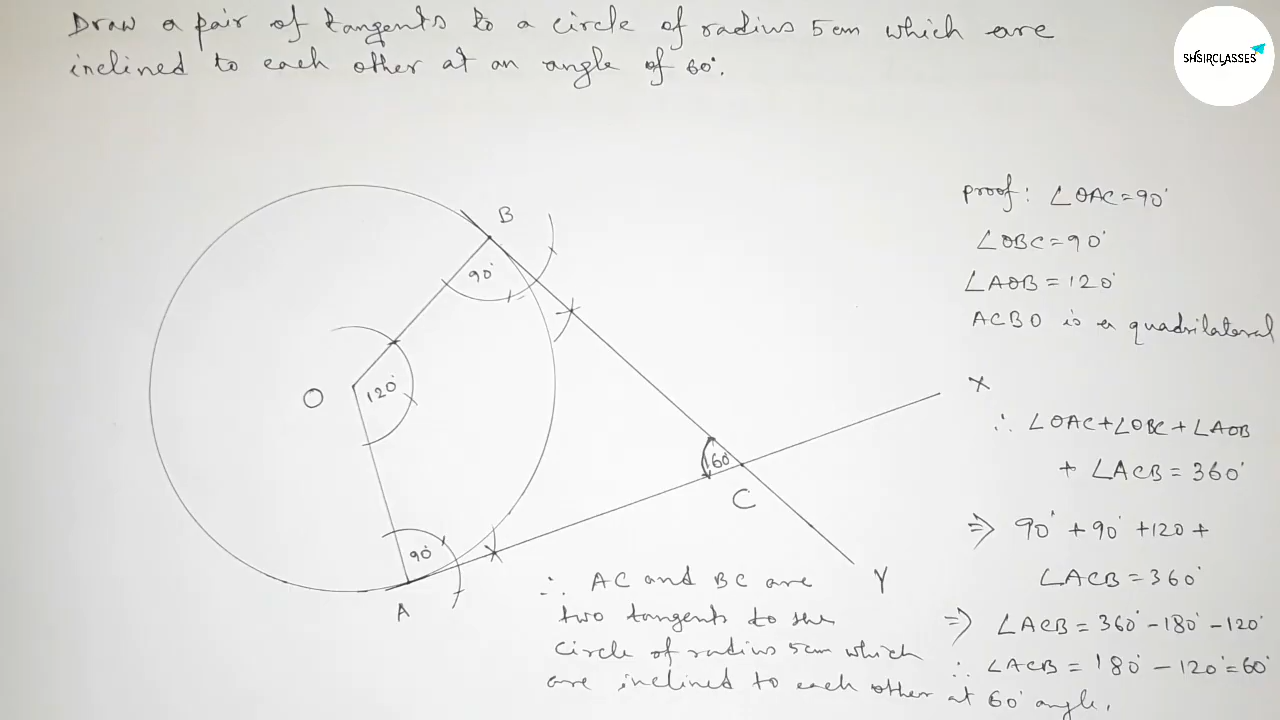 Draw a pair of tangents to a circle of radius 5 cm which are
inclined to each other at an angle of 60°.
SHSIRCLASSES
proof: ∠OAC=90°
∠OBC=90°
∠AOB=120°
ACBO is a quadrilateral
∴ ∠OAC+∠OBC+∠AOB
+ ∠ACB=360°
⇒ 90°+90°+120+
∠ACB=360°
⇒ ∠ACB=360°-180°-120°
∴ ∠ACB=180°-120°=60°
B
90°
O
120°
X
60°
C
90°
A
Y
∴ AC and BC are
two tangents to the
circle of radius 5cm which
are inclined to each other at 60° angle.